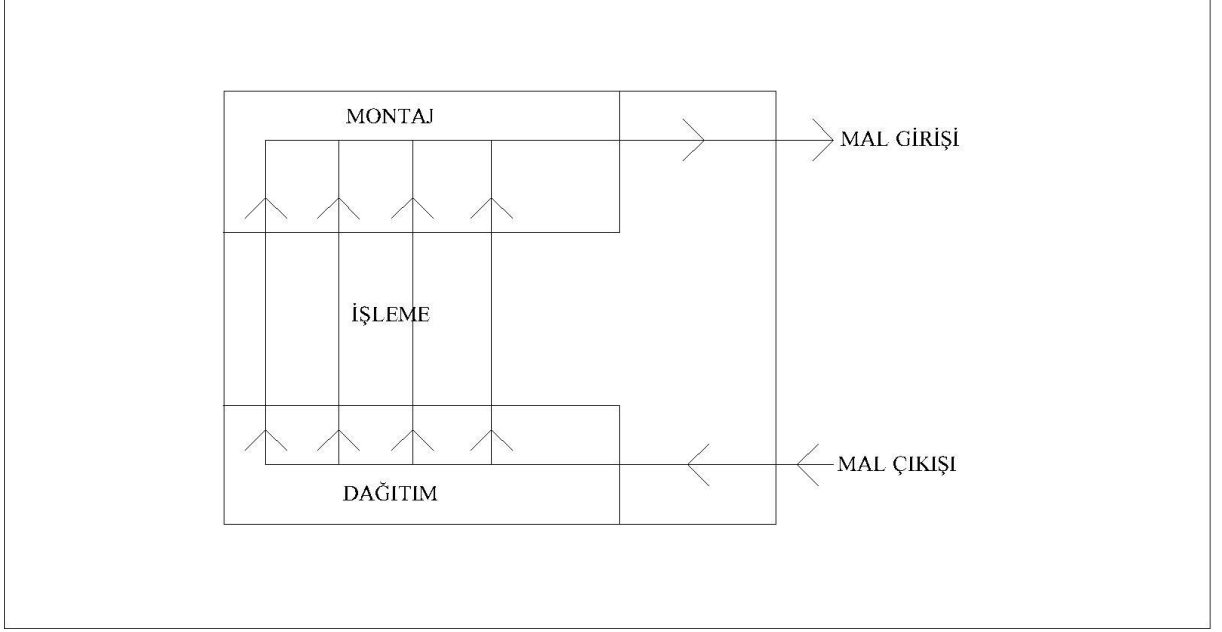 MONTAJ
MAL GİRİŞİ
İŞLEME
MAL ÇIKIŞI
DAĞITIM